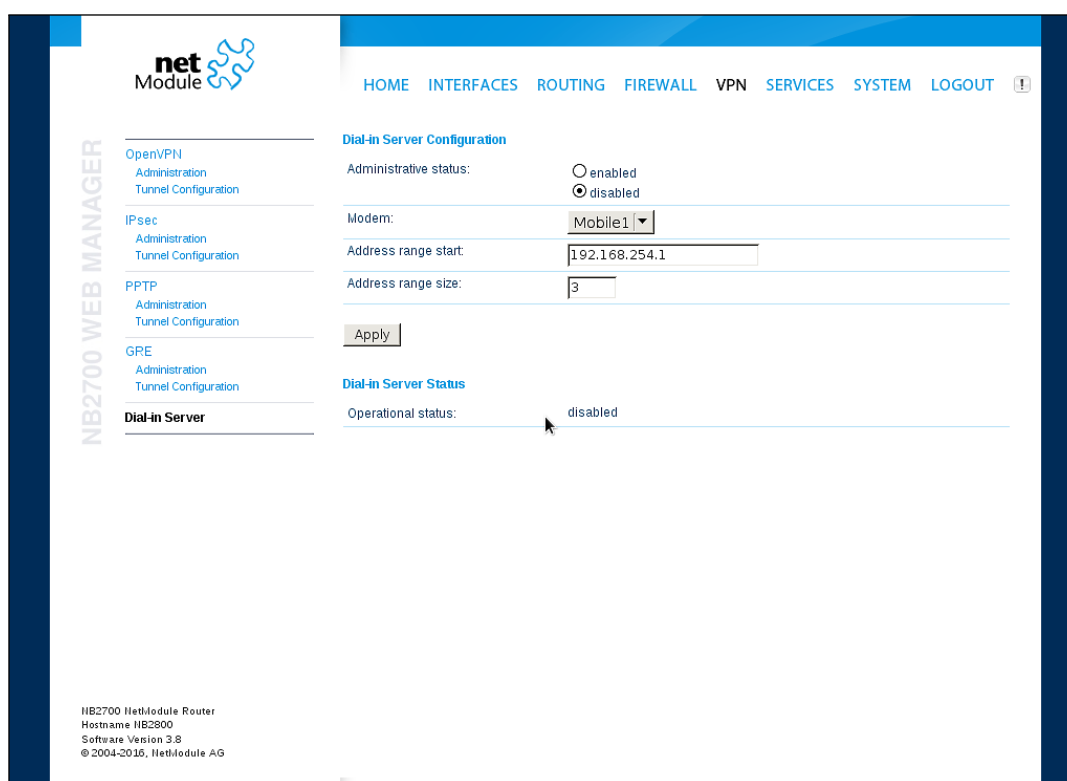 net
Module
HOME INTERFACES ROUTING FIREWALL VPN SERVICES SYSTEM LOGOUT !
NB2700 WEB MANAGER
OpenVPN
Administration
Tunnel Configuration
IPsec
Administration
Tunnel Configuration
PPTP
Administration
Tunnel Configuration
GRE
Administration
Tunnel Configuration
Dial-in Server
Dial-in Server Configuration
Administrative status:
enabled
disabled
Modem: Mobile1
Address range start: 192.168.254.1
Address range size: 3
Apply
Dial-in Server Status
Operational status: disabled
NB2700 NetModule Router
Hostname NB2800
Software Version 3.8
© 2004-2016, NetModule AG